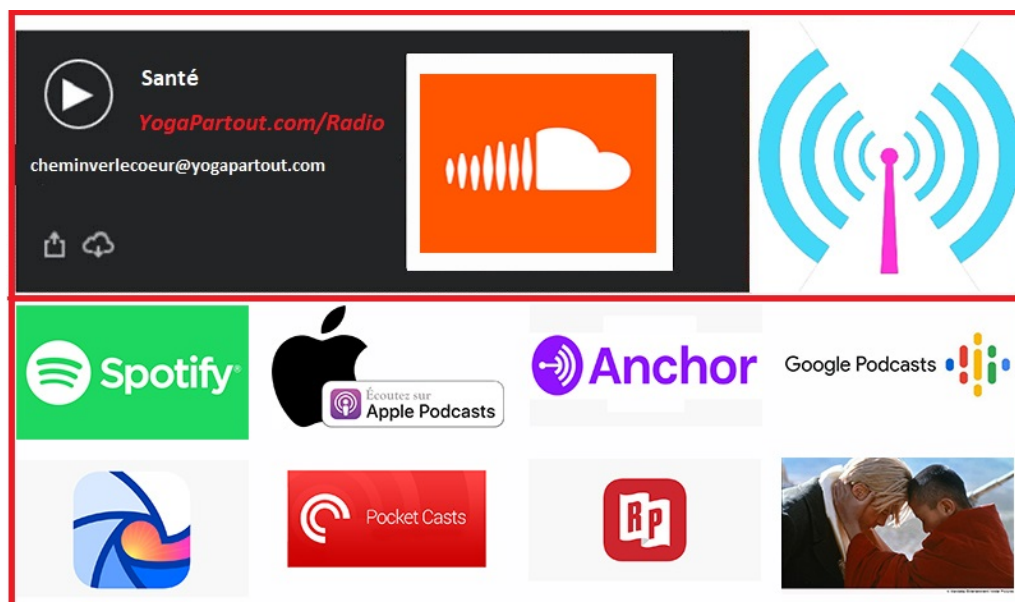 Santé
YogaPartout.com/Radio
cheminverlecoeur@yogapartout.com
Spotify®
Écoutez sur
Apple Podcasts
Anchor
Google Podcasts
Pocket Casts
RP